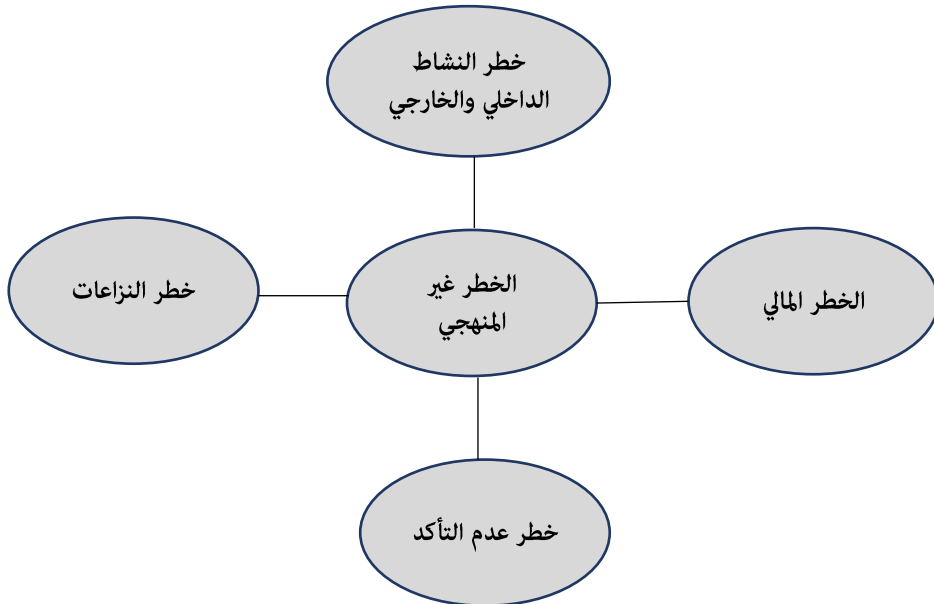 خطر النشاط
الداخلي والخارجي
الخطر المالي
الخطر غير
المنهجي
خطر النزاعات
خطر عدم التأكد